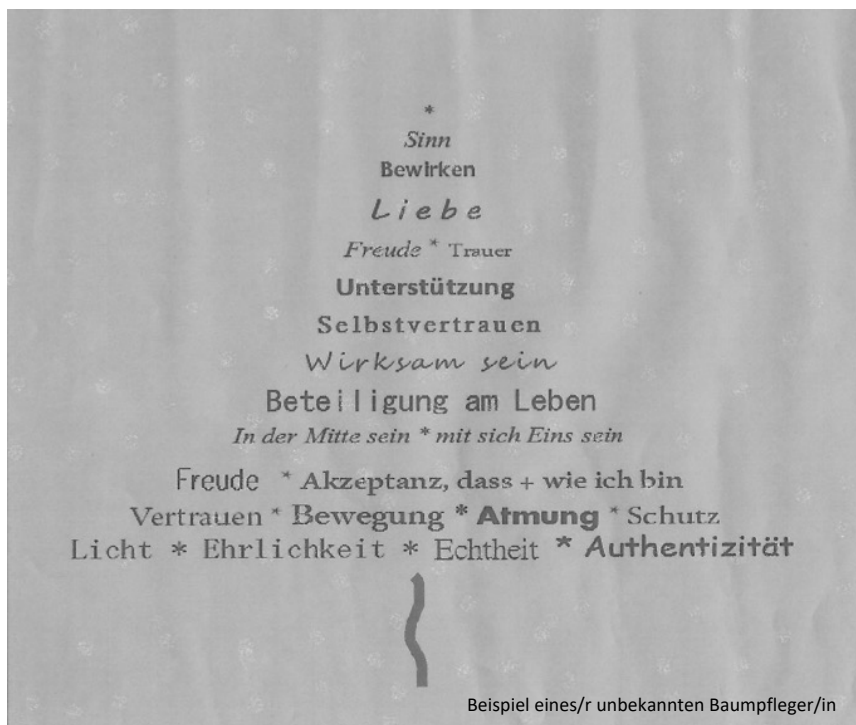 *
Sinn
Bewirken
Liebe
Freude * Trauer
Unterstützung
Selbstvertrauen
Wirksam sein
Beteiligung am Leben
In der Mitte sein * mit sich Eins sein
Freude * Akzeptanz, dass + wie ich bin
Vertrauen * Bewegung * Atmung * Schutz
Licht * Ehrlichkeit * Echtheit * Authentizität
Beispiel eines/r unbekannten Baumpfleger/in